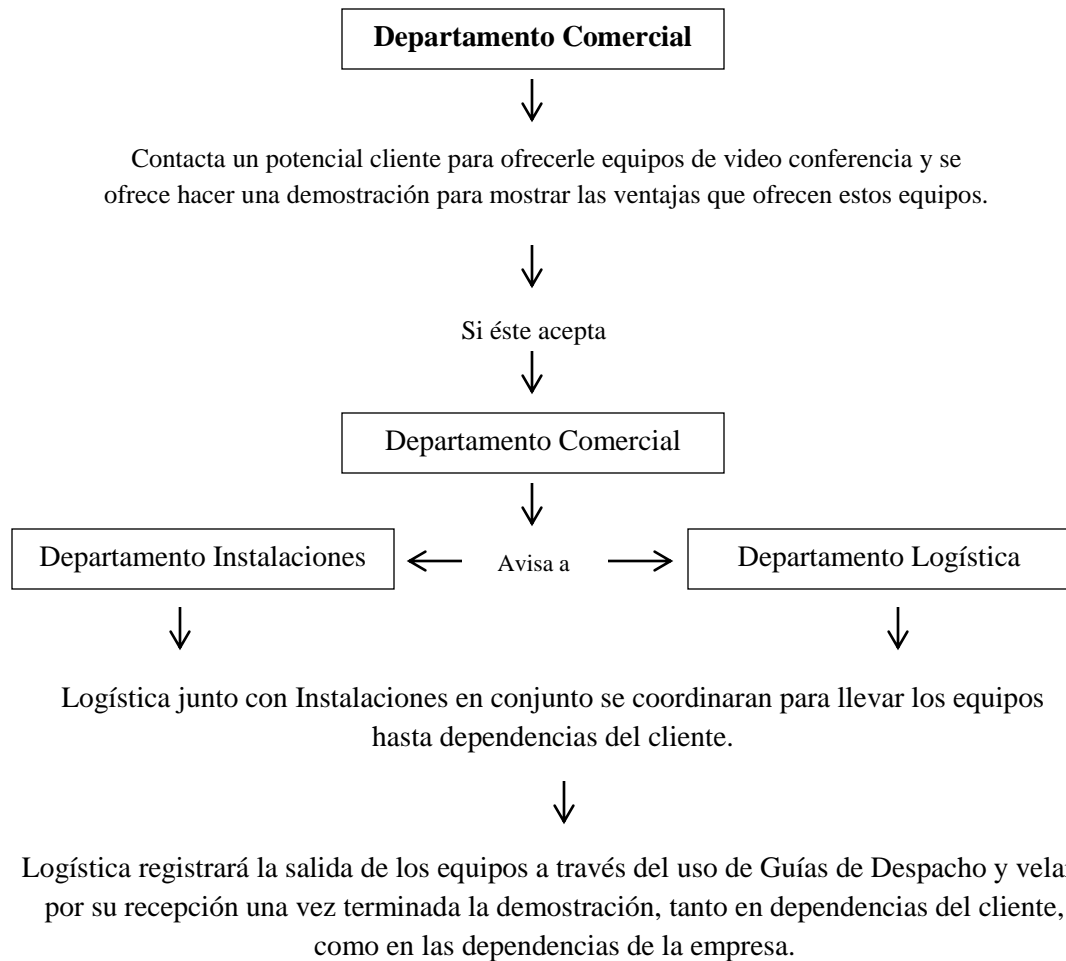 Departamento Comercial
Contacta un potencial cliente para ofrecerle equipos de video conferencia y se
ofrece hacer una demostración para mostrar las ventajas que ofrecen estos equipos.
Si éste acepta
Departamento Comercial
Departamento Instalaciones
Avisa a
Departamento Logística
Logística junto con Instalaciones en conjunto se coordinaran para llevar los equipos
hasta dependencias del cliente.
Logística registrará la salida de los equipos a través del uso de Guías de Despacho y
por su recepción una vez terminada la demostración, tanto en dependencias del cliente,
como en las dependencias de la empresa.